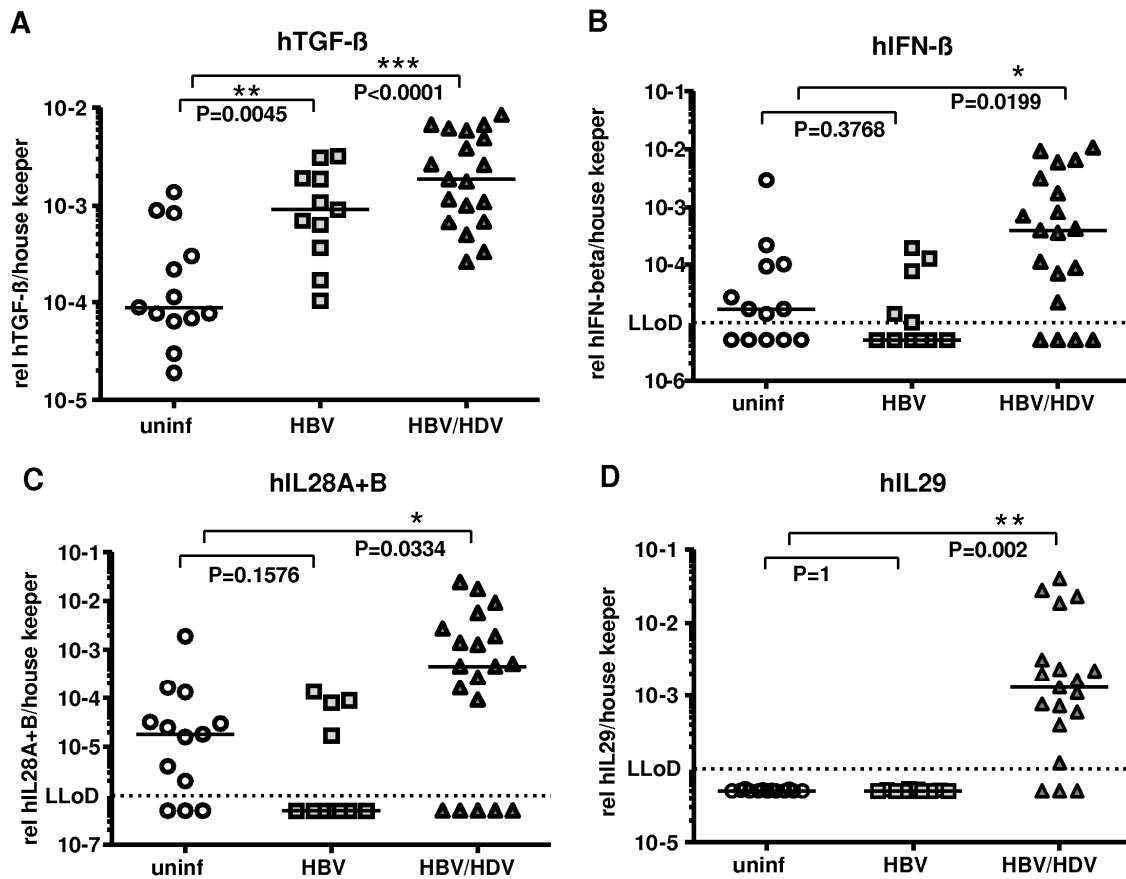 A
hTGF-ß
***
**
P<0.0001
P=0.0045
rel hTGF-ß/house keeper
10-2
10-3
10-4
10-5
uninf
HBV
HBV/HDV
B
hIFN-ß
*
P=0.0199
P=0.3768
rel hIFN-beta/house keeper
10-1
10-2
10-3
10-4
LLoD
10-6
uninf
HBV
HBV/HDV
C
hIL28A+B
*
P=0.0334
P=0.1576
rel hIL28A+B/house keeper
10-1
10-2
10-3
10-4
10-5
LLoD
10-7
uninf
HBV
HBV/HDV
D
hIL29
**
P=0.002
P=1
rel hIL29/house keeper
10-1
10-2
10-3
LLoD
10-5
uninf
HBV
HBV/HDV